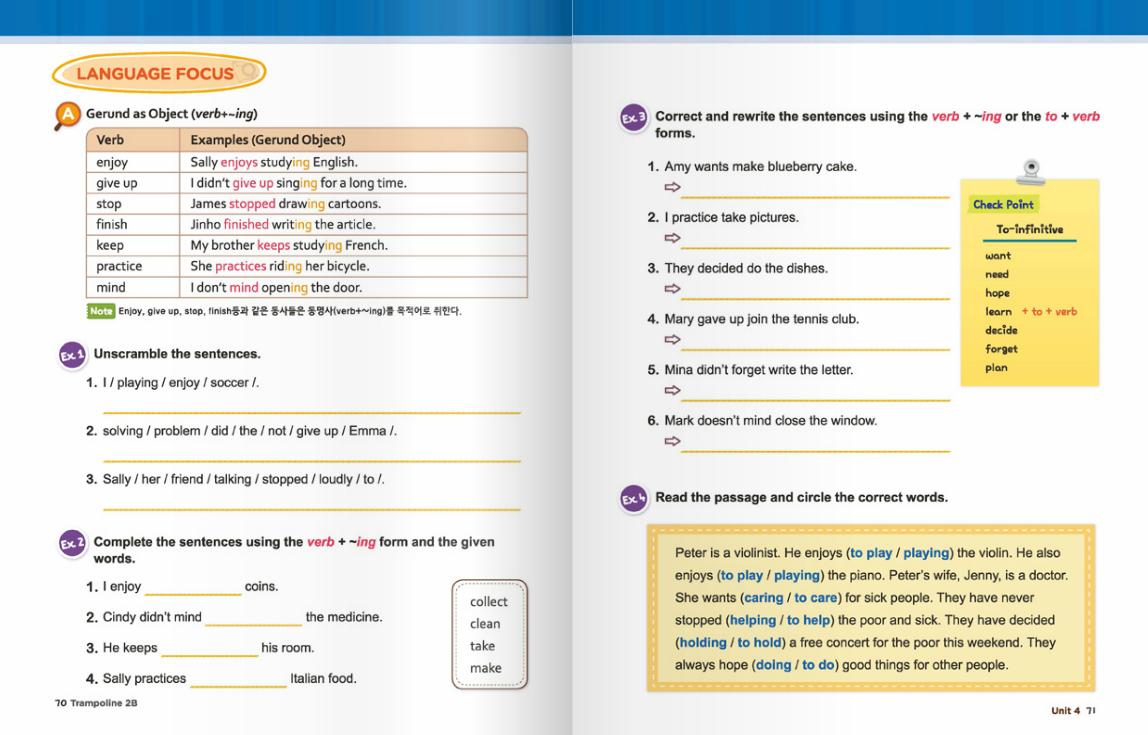 LANGUAGE FOCUS
A Gerund as Object (verb+~ing)
Verb Examples (Gerund Object)
enjoy Sally enjoys studying English.
give up I didn't give up singing for a long time.
stop James stopped drawing cartoons.
finish Jinho finished writing the article.
keep My brother keeps studying French.
practice She practices riding her bicycle.
mind I don't mind opening the door.
Note Enjoy, give up, stop, finish등과 같은 동사들은 동명사(verb+~ing)를 목적어로 취한다.
Ex.1 Unscramble the sentences.
1. I / playing / enjoy / soccer /.
2. solving / problem / did / the / not / give up / Emma /.
3. Sally / her / friend / talking / stopped / loudly / to /.
Ex.2 Complete the sentences using the verb + ~ing form and the given
words.
1. I enjoy coins.
2. Cindy didn't mind the medicine.
3. He keeps his room.
4. Sally practices Italian food.
collect
clean
take
make
70 Trampoline 2B
Ex.3 Correct and rewrite the sentences using the verb + ~ing or the to + verb
forms.
1. Amy wants make blueberry cake.
2. I practice take pictures.
3. They decided do the dishes.
4. Mary gave up join the tennis club.
5. Mina didn't forget write the letter.
6. Mark doesn't mind close the window.
Check Point
To-infinitive
want
need
hope
learn + to + verb
decide
forget
plan
Ex.4 Read the passage and circle the correct words.
Peter is a violinist. He enjoys (to play / playing) the violin. He also
enjoys (to play / playing) the piano. Peter's wife, Jenny, is a doctor.
She wants (caring / to care) for sick people. They have never
stopped (helping / to help) the poor and sick. They have decided
(holding / to hold) a free concert for the poor this weekend. They
always hope (doing / to do) good things for other people.
Unit 4 71